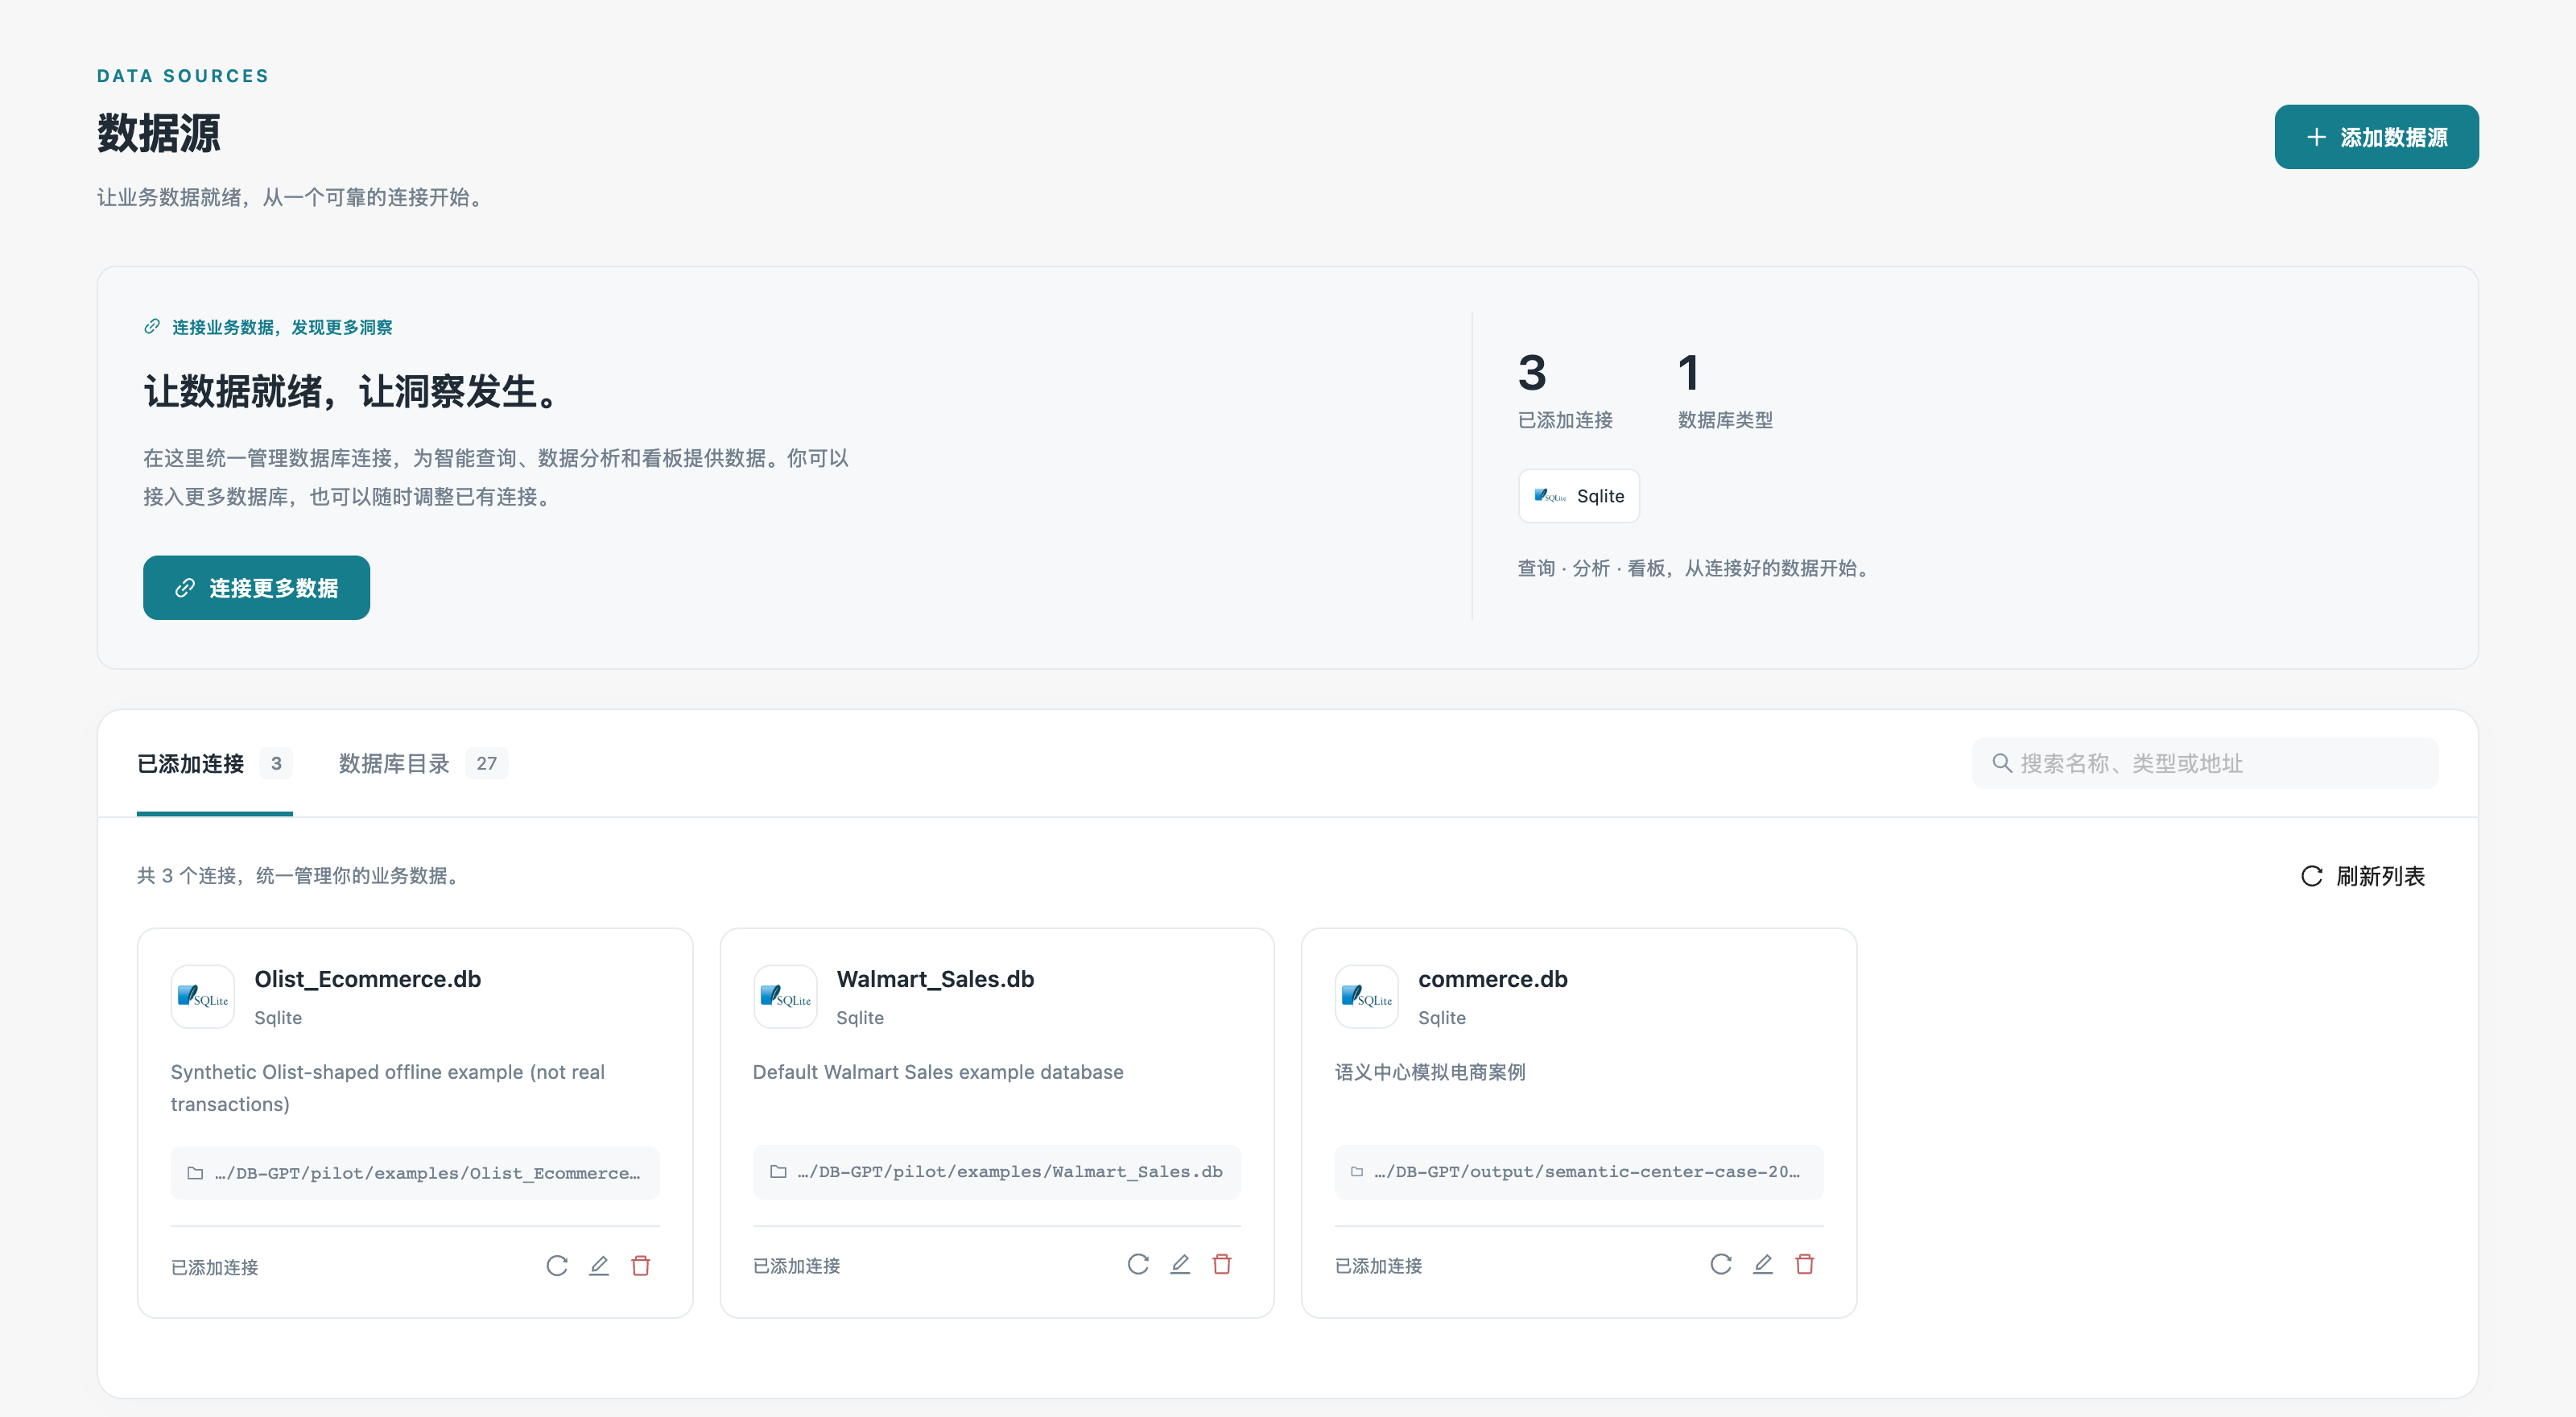 DATA SOURCES
数据源
让业务数据就绪，从一个可靠的连接开始。
添加数据源
连接业务数据，发现更多洞察
让数据就绪，让洞察发生。
在这里统一管理数据库连接，为智能查询、数据分析和看板提供数据。你可以
接入更多数据库，也可以随时调整已有连接。
连接更多数据
3 1
已添加连接 数据库类型
SQLite Sqlite
查询 · 分析 · 看板，从连接好的数据开始。
已添加连接 3 数据库目录 27
搜索名称、类型或地址
共 3 个连接，统一管理你的业务数据。
刷新列表
SQLite
Olist_Ecommerce.db
Sqlite
Synthetic Olist-shaped offline example (not real
transactions)
…/DB-GPT/pilot/examples/Olist_Ecommerce…
已添加连接
SQLite
Walmart_Sales.db
Sqlite
Default Walmart Sales example database
…/DB-GPT/pilot/examples/Walmart_Sales.db
已添加连接
SQLite
commerce.db
Sqlite
语义中心模拟电商案例
…/DB-GPT/output/semantic-center-case-20…
已添加连接